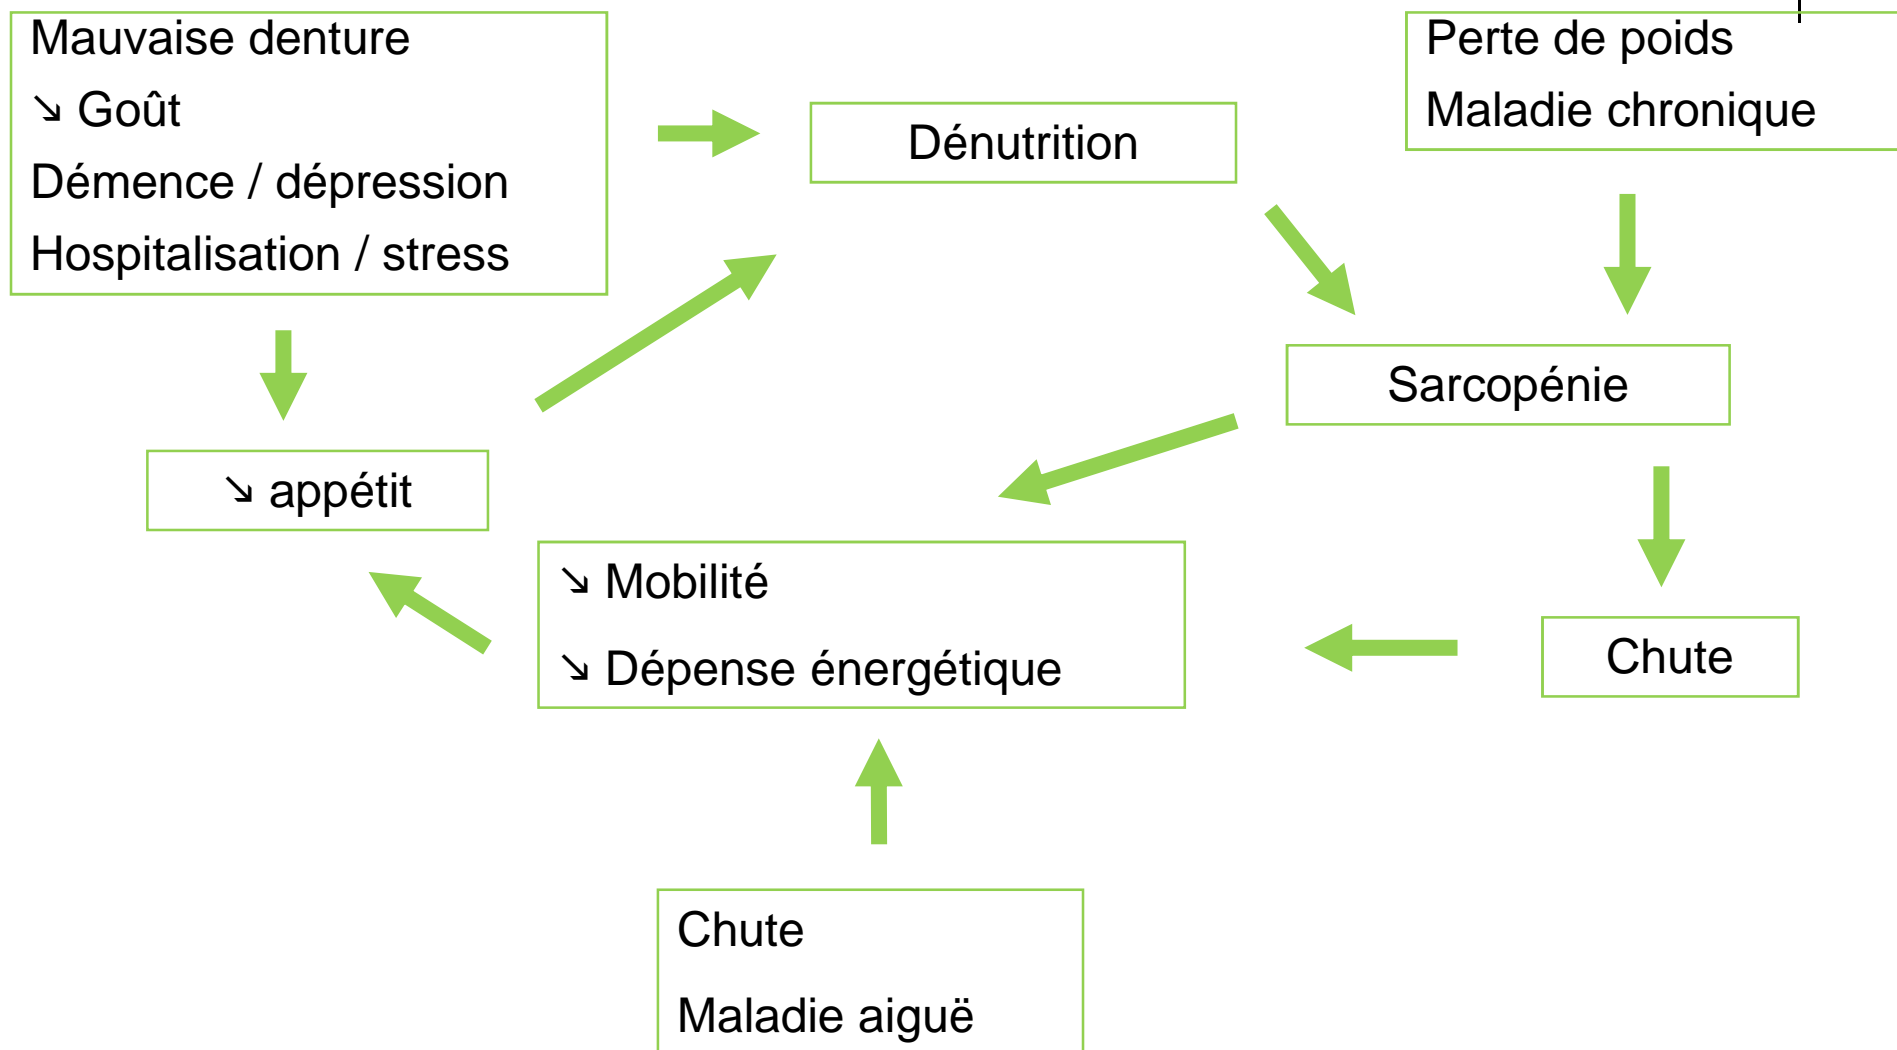 Mauvaise denture
↘ Goût
Démence / dépression
Hospitalisation / stress
Dénutrition
Perte de poids
Maladie chronique
Sarcopénie
↘ appétit
↘ Mobilité
↘ Dépense énergétique
Chute
Chute
Maladie aiguë